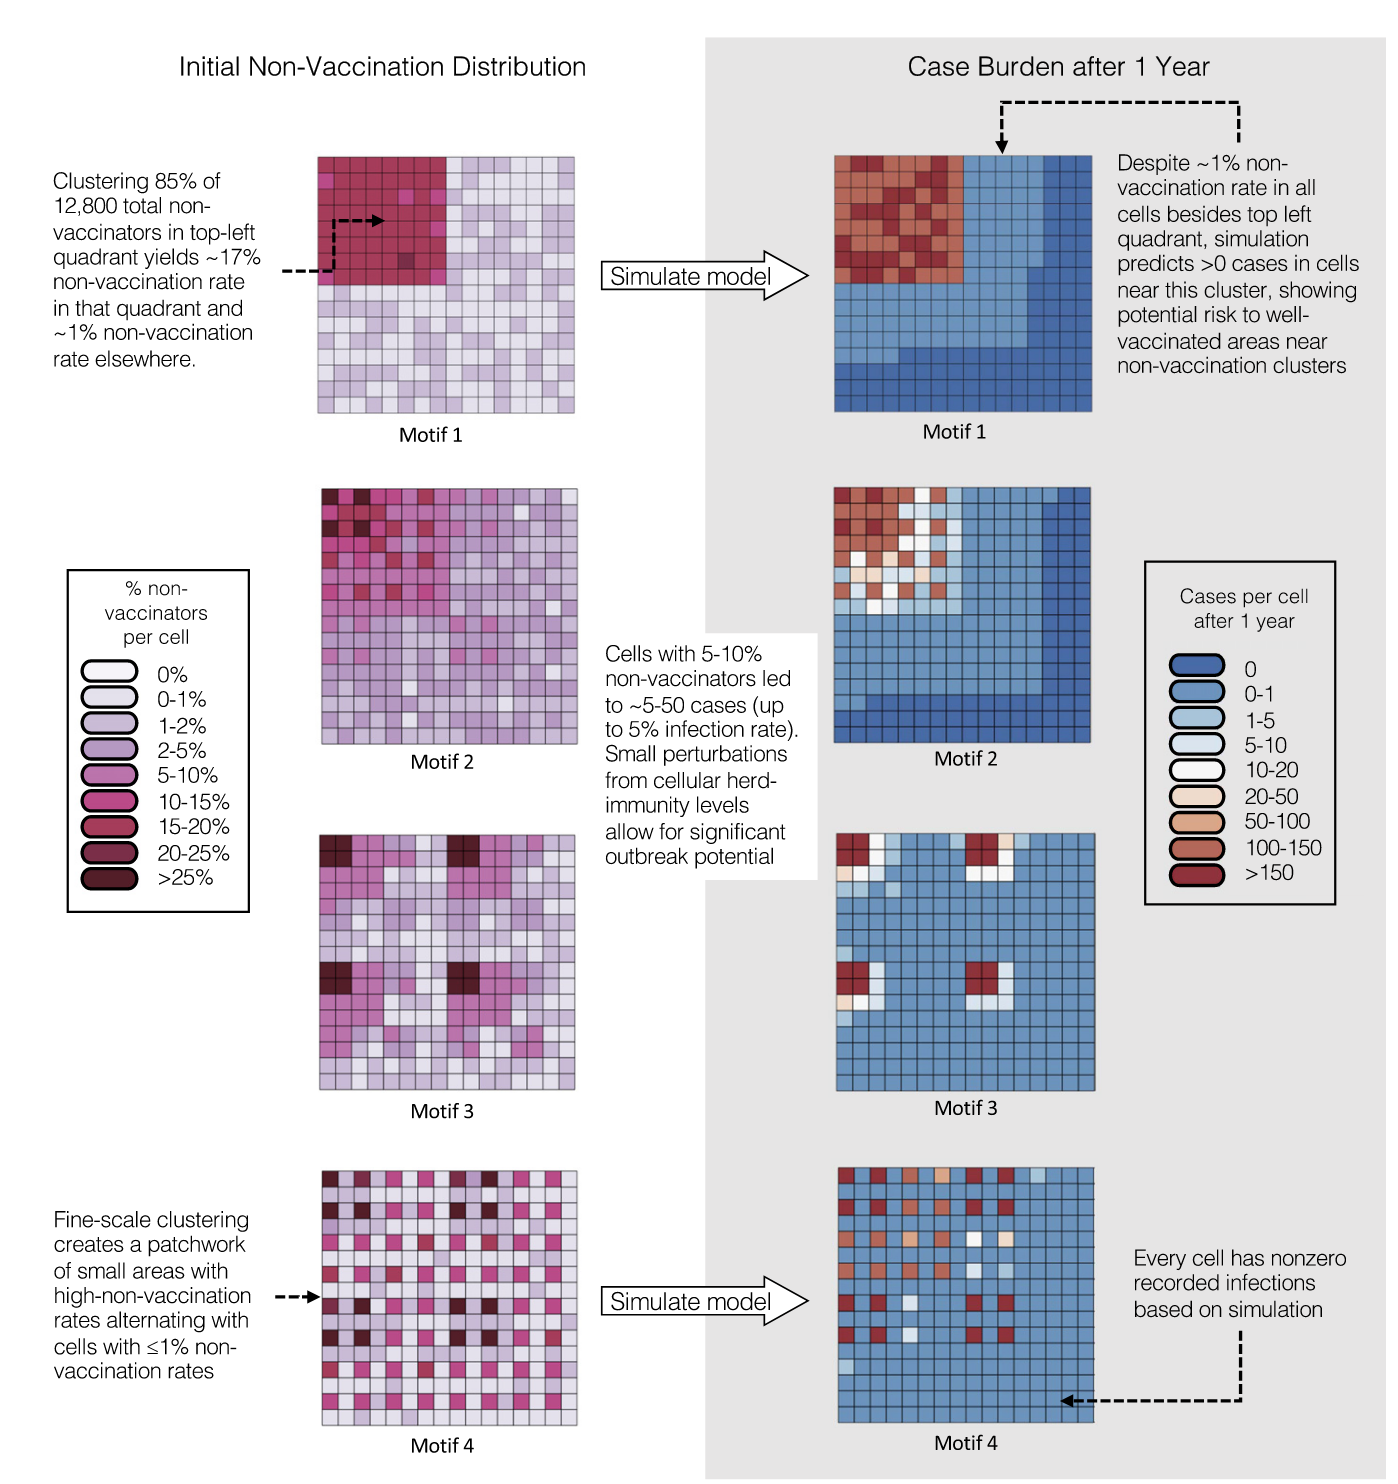 Initial Non-Vaccination Distribution
Case Burden after 1 Year
Clustering 85% of
12,800 total non-
vaccinators in top-left
quadrant yields ~17%
non-vaccination rate
in that quadrant and
~1% non-vaccination
rate elsewhere.
Simulate model
Despite ~1% non-
vaccination rate in all
cells besides top left
quadrant, simulation
predicts >0 cases in cells
near this cluster, showing
potential risk to well-
vaccinated areas near
non-vaccination clusters
Motif 1
Motif 1
% non-
vaccinators
per cell
0%
0-1%
1-2%
2-5%
5-10%
10-15%
15-20%
20-25%
>25%
Motif 2
Motif 2
Cells with 5-10%
non-vaccinators led
to ~5-50 cases (up
to 5% infection rate).
Small perturbations
from cellular herd-
immunity levels
allow for significant
outbreak potential
Cases per cell
after 1 year
0
0-1
1-5
5-10
10-20
20-50
50-100
100-150
>150
Motif 3
Motif 3
Fine-scale clustering
creates a patchwork
of small areas with
high-non-vaccination
rates alternating with
cells with ≤1% non-
vaccination rates
Simulate model
Every cell has nonzero
recorded infections
based on simulation
Motif 4
Motif 4